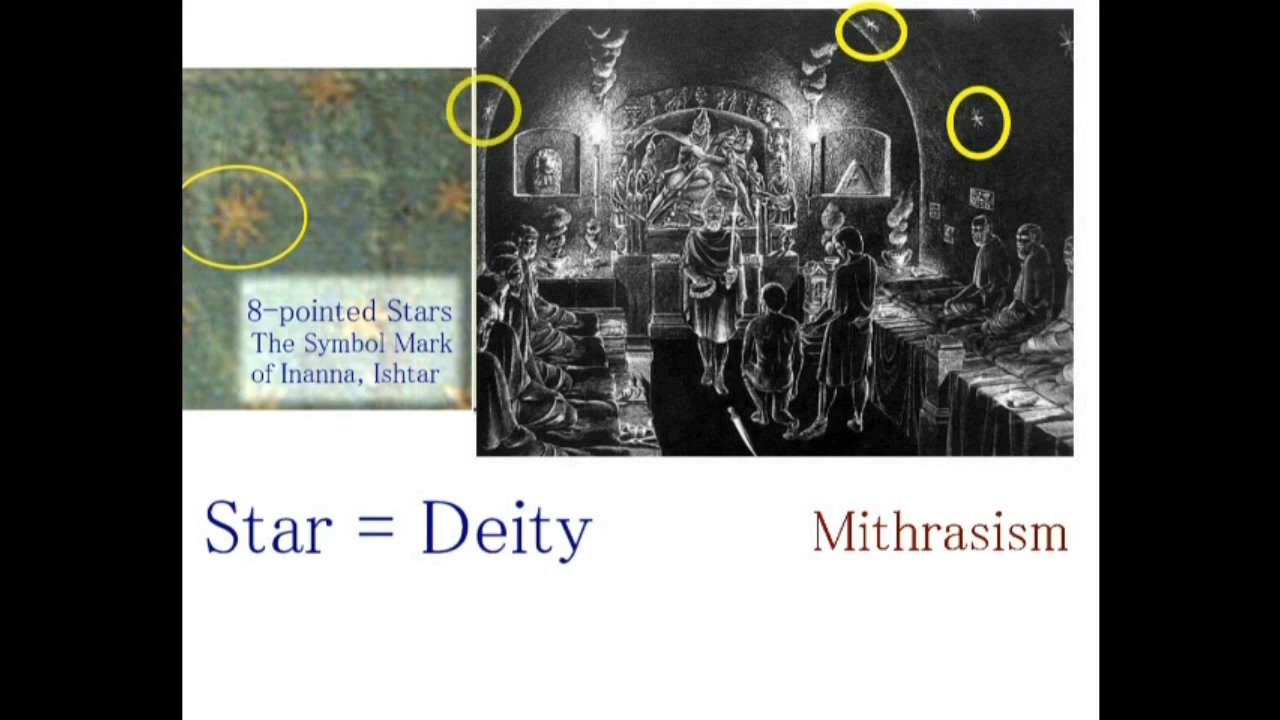 8-pointed Stars
The Symbol Mark
of Inanna, Ishtar
Star = Deity
Mithrasism